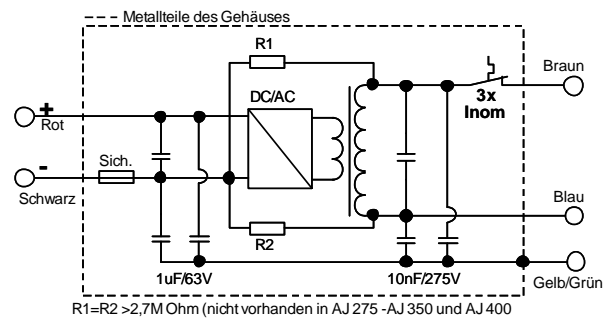 Metallteile des Gehäuses
R1
Braun
DC/AC
3x
Inom
+
Rot
Sich.
-
Schwarz
Blau
R2
1uF/63V
10nF/275V
Gelb/Grün
R1=R2 >2,7M Ohm (nicht vorhanden in AJ 275 -AJ 350 und AJ 400